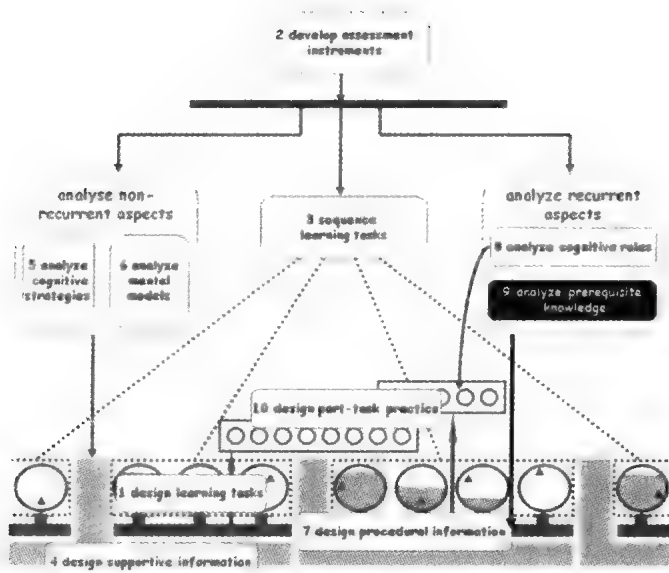 2 develop assessment
instruments
analyse non-
recurrent aspects
3 sequence
learning tasks
analyze recurrent
aspects
5 analyze
cognitive
strategies
6 analyze
mental
models
8 analyze cognitive rules
9 analyze prerequisite
knowledge
10 design part-task practice
1 design learning tasks
7 design procedural information
4 design supportive information